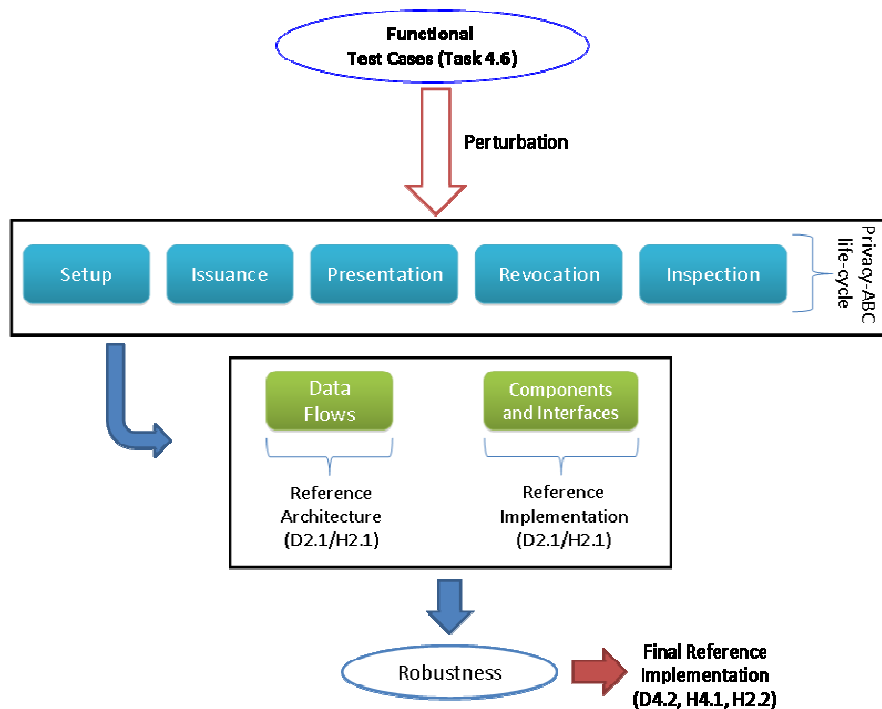 Functional
Test Cases (Task 4.6)
Perturbation
Setup
Issuance
Presentation
Revocation
Inspection
Privacy-ABC
life-cycle
Data
Flows
Components
and Interfaces
Reference
Architecture
(D2.1/H2.1)
Reference
Implementation
(D2.1/H2.1)
Robustness
Final Reference
Implementation
(D4.2, H4.1, H2.2)